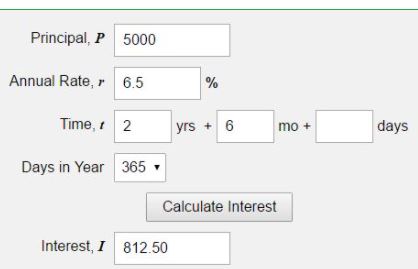 Principal, P 5000
Annual Rate, r 6.5 %
Time, t 2 yrs + 6 mo + days
Days in Year 365
Calculate Interest
Interest, I 812.50